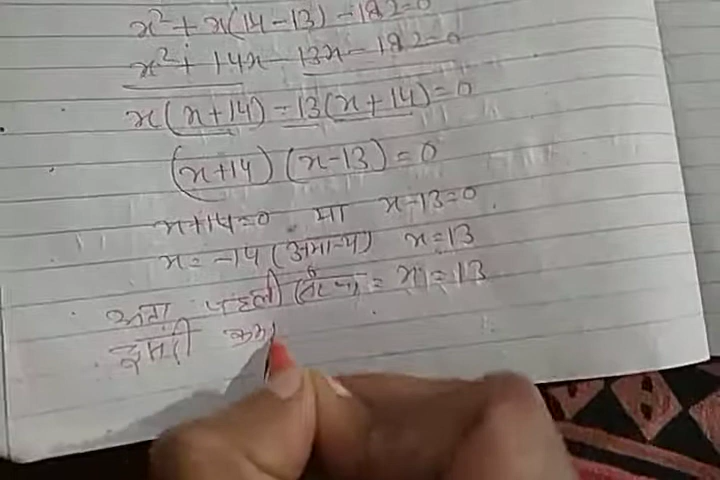 x² + x(14-13) - 182=0
x² + 14x - 13x - 182=0
x(x+14) - 13(x+14)=0
(x+14) (x-13)=0
x+14=0 या x-13=0
x = -14 (अमान्य) x=13
अतः पहली संख्या = x = 13
दूसरी